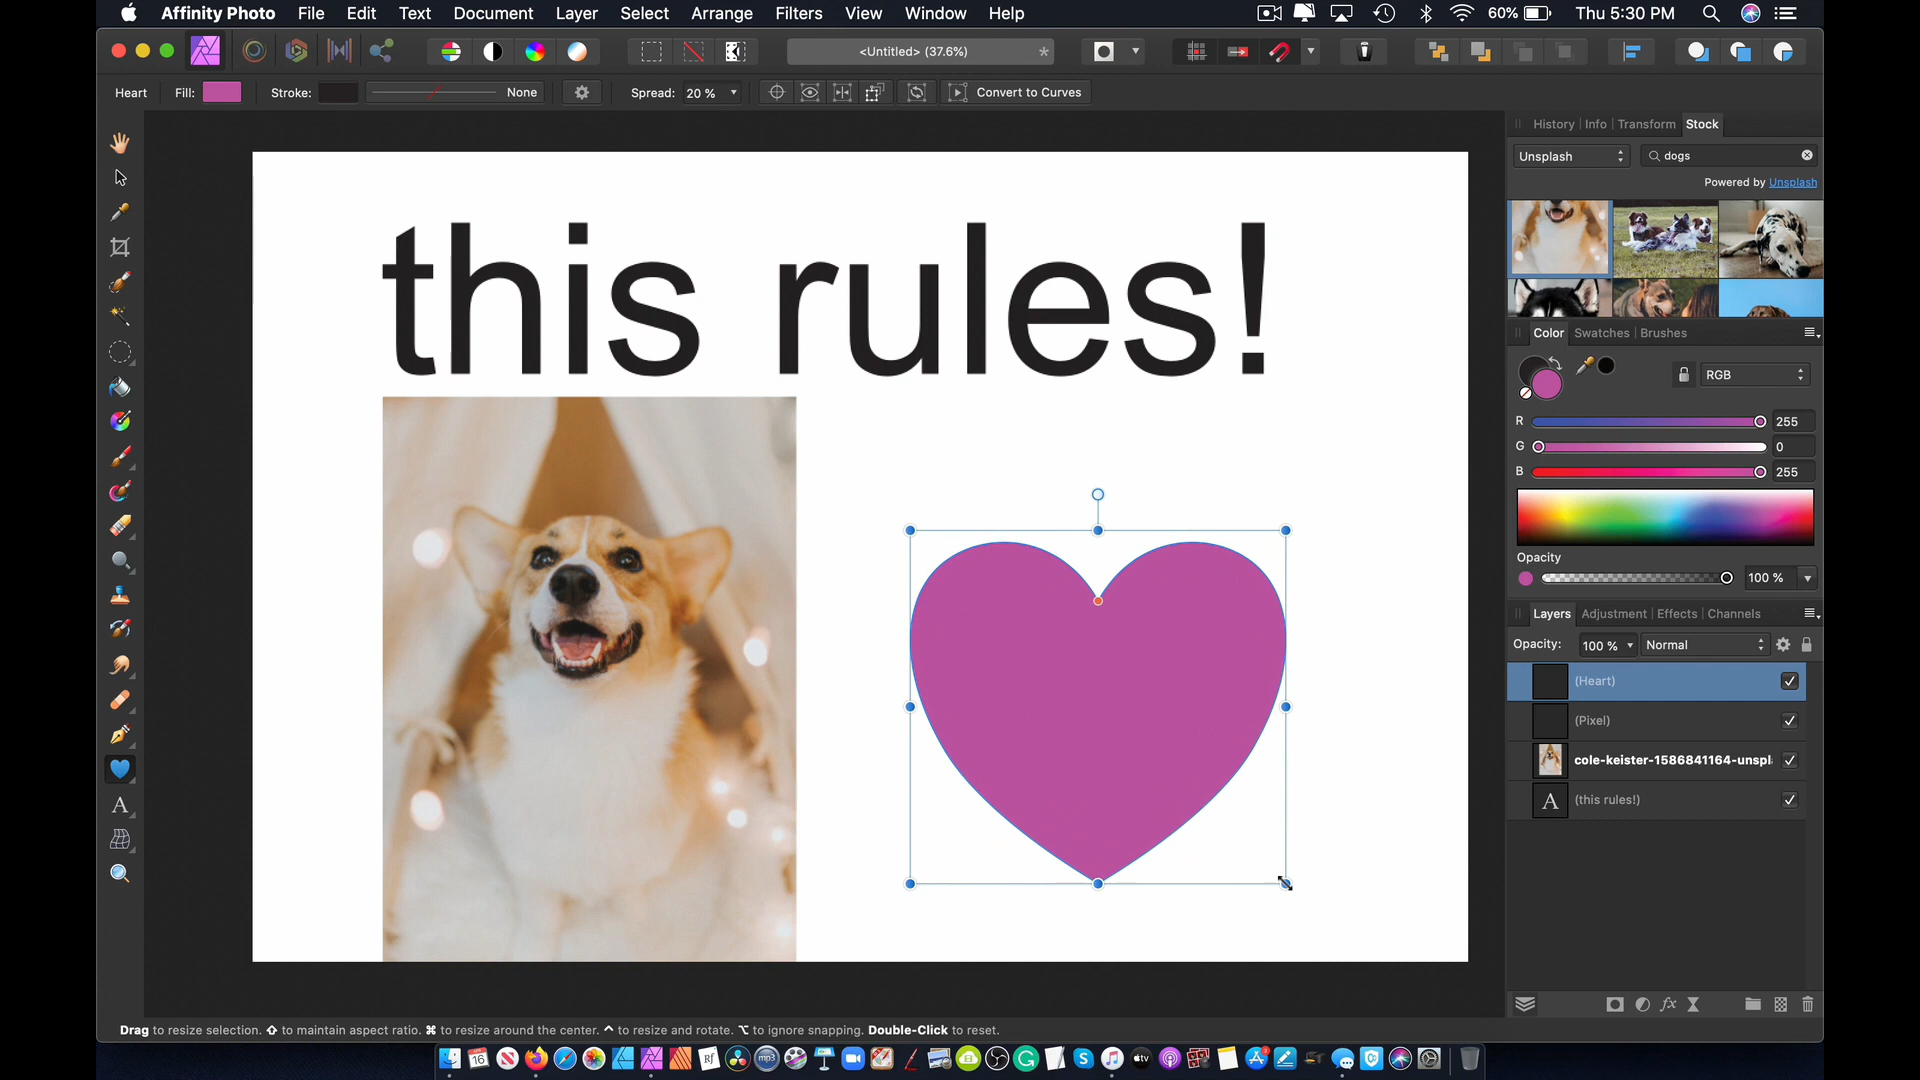 Affinity Photo File Edit Text Document Layer Select Arrange Filters View Window Help 60% Thu 5:30 PM
<Untitled> (37.6%) *
Heart Fill: Stroke: None Spread: 20 % Convert to Curves
History Info Transform Stock
Unsplash dogs
Powered by Unsplash
this rules!
Color Swatches Brushes
RGB
R 255
G 0
B 255
Opacity
100 %
Layers Adjustment Effects Channels
Opacity: 100 % Normal
(Heart)
(Pixel)
cole-keister-1586841164-unspl
A (this rules!)
Drag to resize selection. ⇧ to maintain aspect ratio. ⌘ to resize around the center. ^ to resize and rotate. ⌥ to ignore snapping. Double-Click to reset.
16 Rf mp3 tv